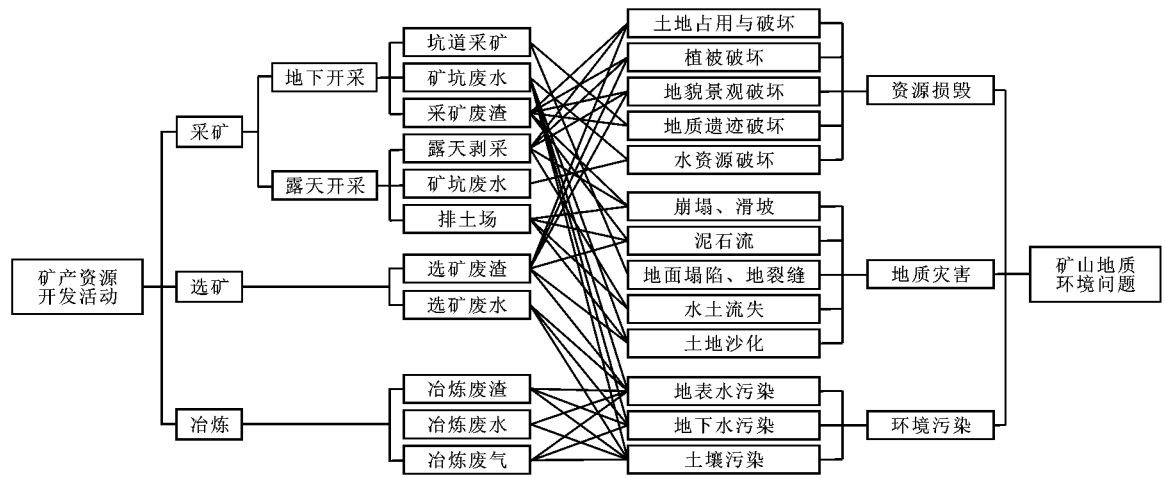 矿产资源
开发活动
采矿
选矿
冶炼
地下开采
露天开采
坑道采矿
矿坑废水
采矿废渣
露天剥采
矿坑废水
排土场
选矿废渣
选矿废水
冶炼废渣
冶炼废水
冶炼废气
土地占用与破坏
植被破坏
地貌景观破坏
地质遗迹破坏
水资源破坏
崩塌、滑坡
泥石流
地面塌陷、地裂缝
水土流失
土地沙化
地表水污染
地下水污染
土壤污染
资源损毁
地质灾害
环境污染
矿山地质
环境问题